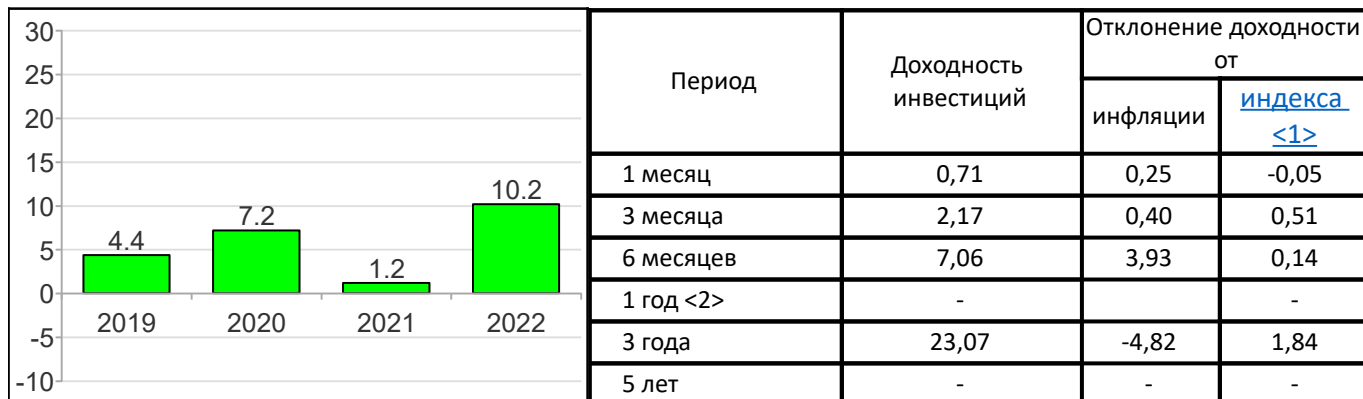 30
25
20
15
10
5
0
-5
-10
4.4
7.2
1.2
10.2
2019 2020 2021 2022
Период Доходность инвестиций Отклонение доходности от
инфляции индекса <1>
1 месяц 0,71 0,25 -0,05
3 месяца 2,17 0,40 0,51
6 месяцев 7,06 3,93 0,14
1 год <2> - -
3 года 23,07 -4,82 1,84
5 лет - - -